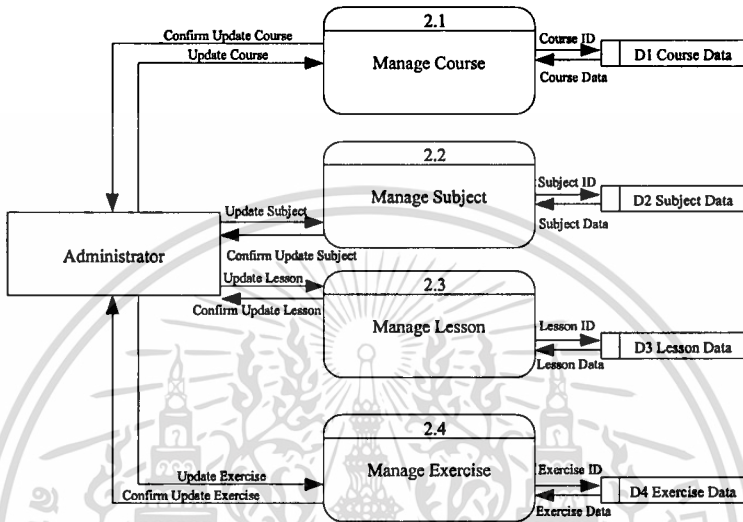 2.1
Confirm Update Course
Update Course
Manage Course
Course ID
D1 Course Data
Course Data
2.2
Manage Subject
Subject ID
D2 Subject Data
Subject Data
Update Subject
Administrator
Confirm Update Subject
Update Lesson
2.3
Confirm Update Lesson
Manage Lesson
Lesson ID
D3 Lesson Data
Lesson Data
2.4
Update Exercise
Manage Exercise
Exercise ID
Confirm Update Exercise
D4 Exercise Data
Exercise Data